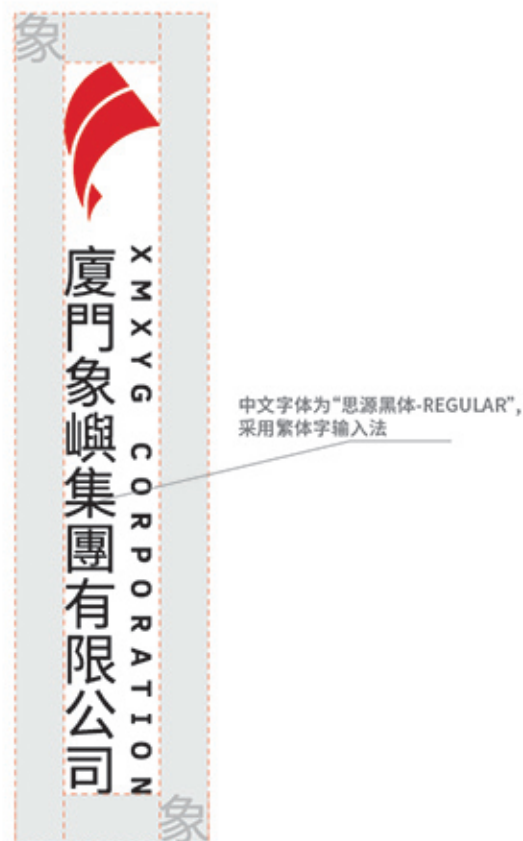 象
廈門象嶼集團有限公司
XMXYG CORPORATION
中文字体为“思源黑体-REGULAR”,
采用繁体字输入法
象